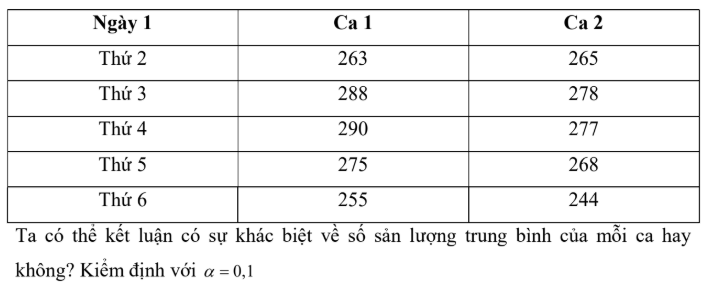 Ngày 1 Ca 1 Ca 2
Thứ 2 263 265
Thứ 3 288 278
Thứ 4 290 277
Thứ 5 275 268
Thứ 6 255 244
Ta có thể kết luận có sự khác biệt về số sản lượng trung bình của mỗi ca hay
không? Kiểm định với α = 0,1